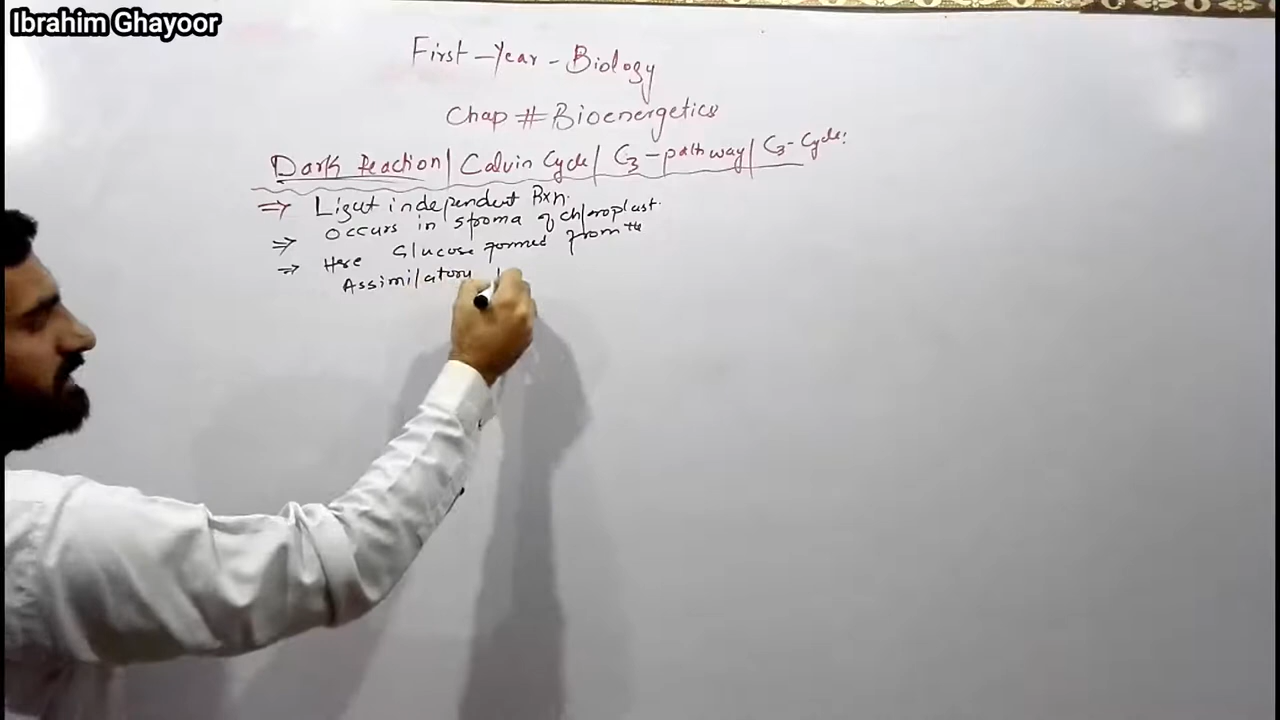 Ibrahim Ghayoor
First-Year-Biology
Chap # Bioenergetics
Dark Reaction/ Calvin Cycle/ C3-pathway/ C3-Cycle:
⇒ Light independent Rxn.
⇒ Occurs in stroma of chloroplast.
⇒ Here Glucose formed from the
Assimilatory